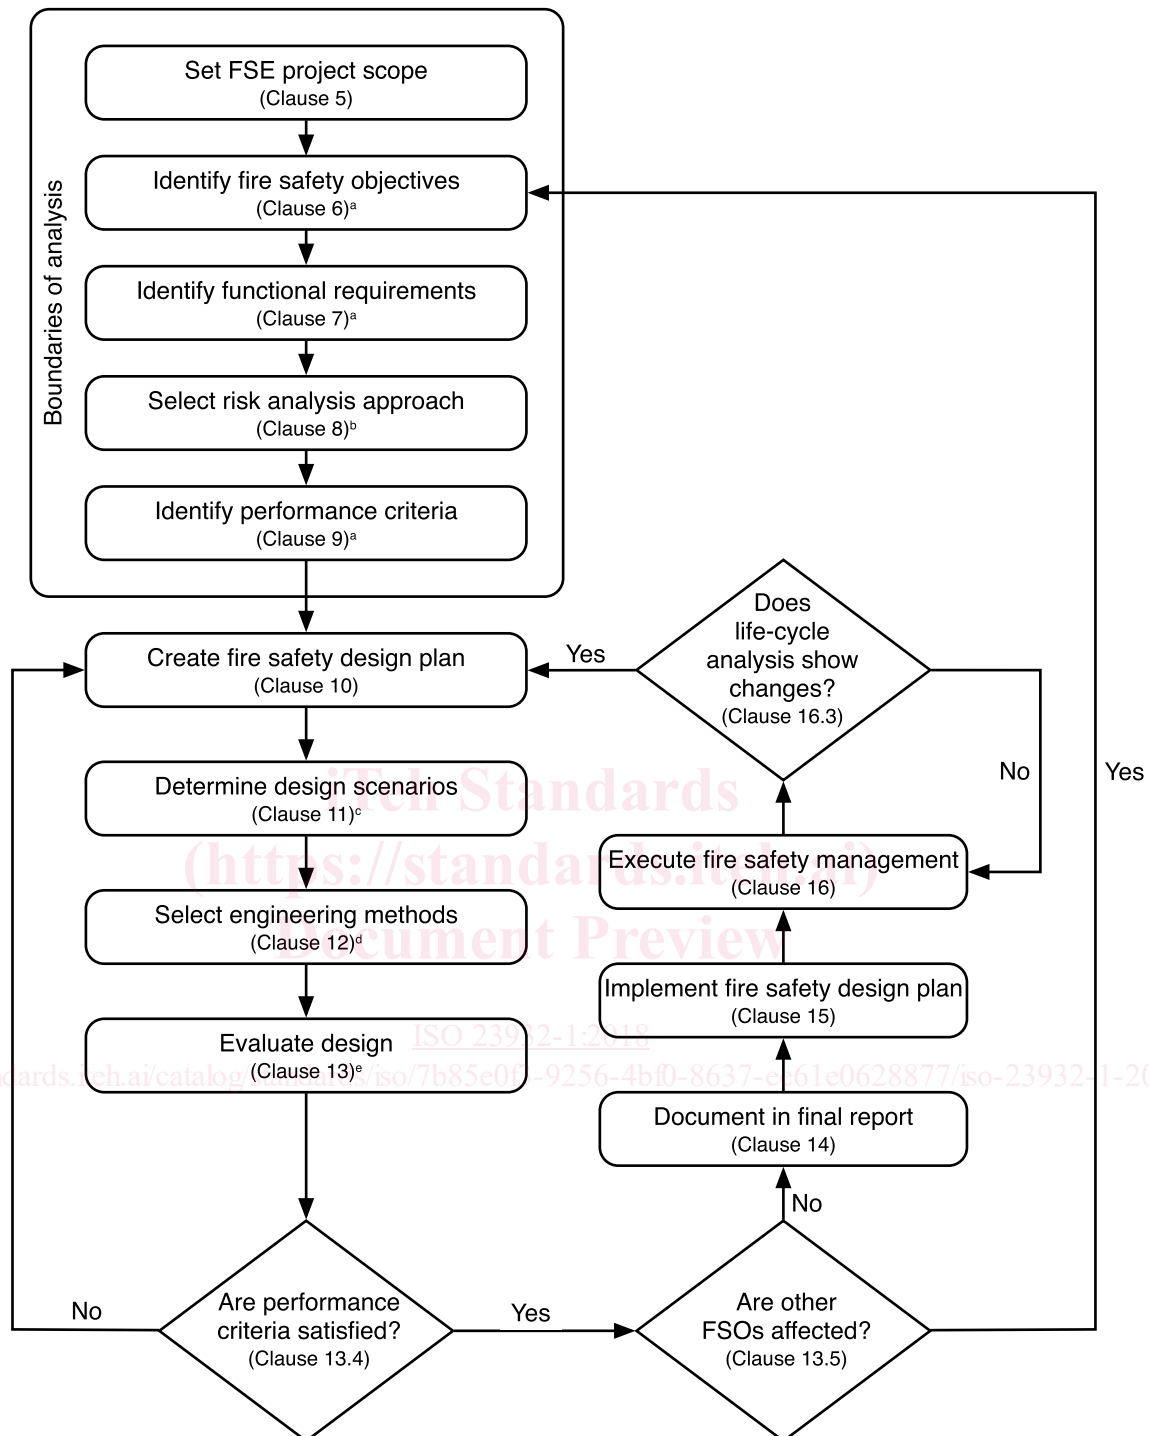 Boundaries of analysis
Set FSE project scope
(Clause 5)
Identify fire safety objectives
(Clause 6)a
Identify functional requirements
(Clause 7)a
Select risk analysis approach
(Clause 8)b
Identify performance criteria
(Clause 9)a
Create fire safety design plan
(Clause 10)
Determine design scenarios
(Clause 11)c
Select engineering methods
(Clause 12)d
Evaluate design
(Clause 13)e
Are performance
criteria satisfied?
(Clause 13.4)
No
Yes
Are other
FSOs affected?
(Clause 13.5)
No
Yes
Document in final report
(Clause 14)
Implement fire safety design plan
(Clause 15)
Execute fire safety management
(Clause 16)
Does
life-cycle
analysis show
changes?
(Clause 16.3)
Yes
No
iTeh Standards
(https://standards.iteh.ai)
Document Preview
ISO 23932-1:2018